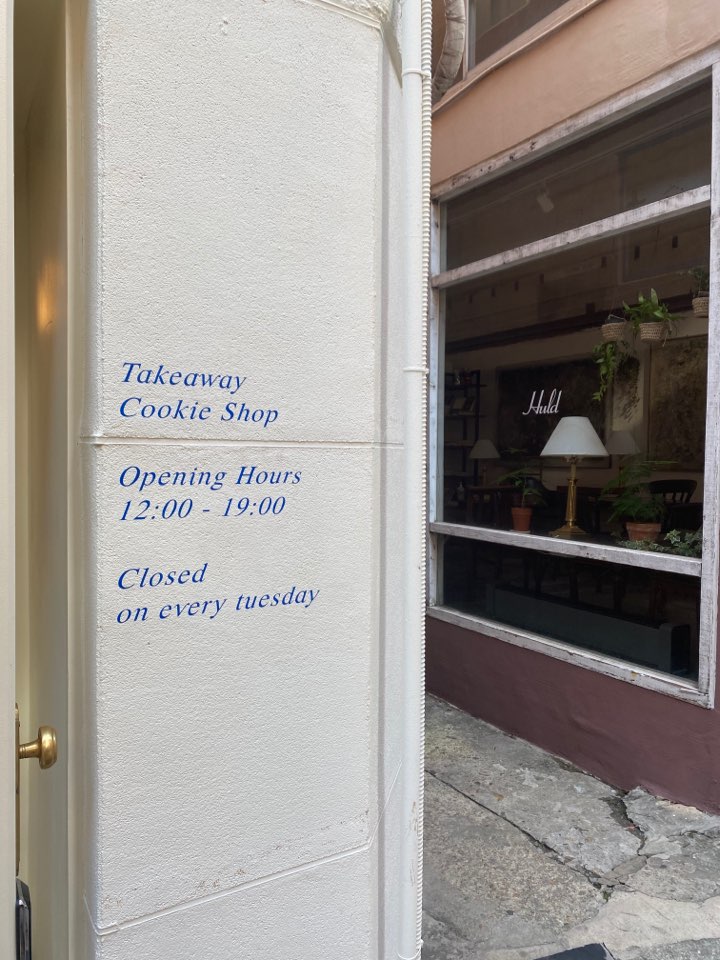 Takeaway
Cookie Shop
Opening Hours
12:00 - 19:00
Closed
on every tuesday
Huld